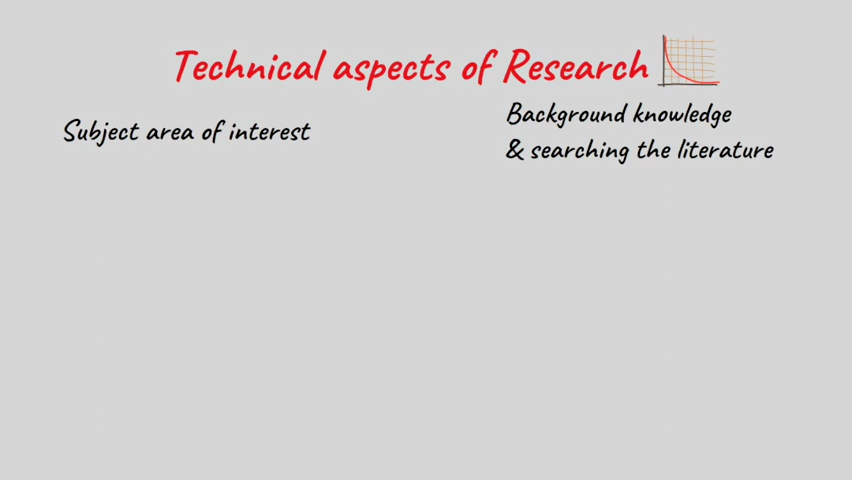 Technical aspects of Research
Subject area of interest
Background knowledge
& searching the literature